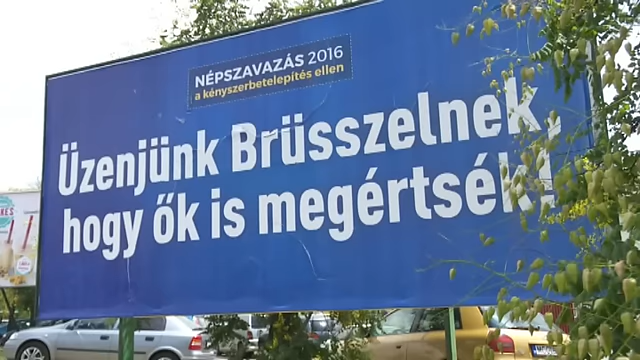 NÉPSZAVAZÁS 2016
a kényszerbetelepítés ellen
Üzenjünk Brüsszelnek,
hogy ők is megértsék!